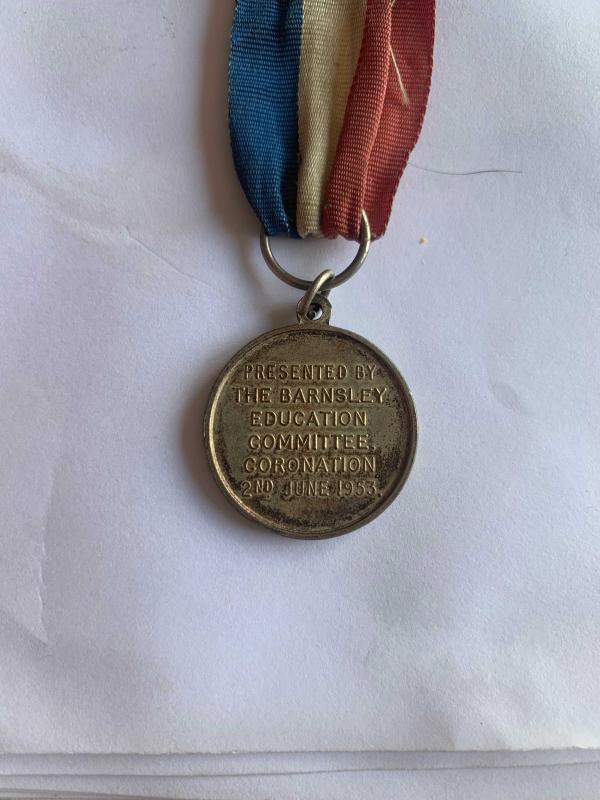 PRESENTED BY
THE BARNSLEY
EDUCATION
COMMITTEE.
CORONATION
2ND JUNE 1953.